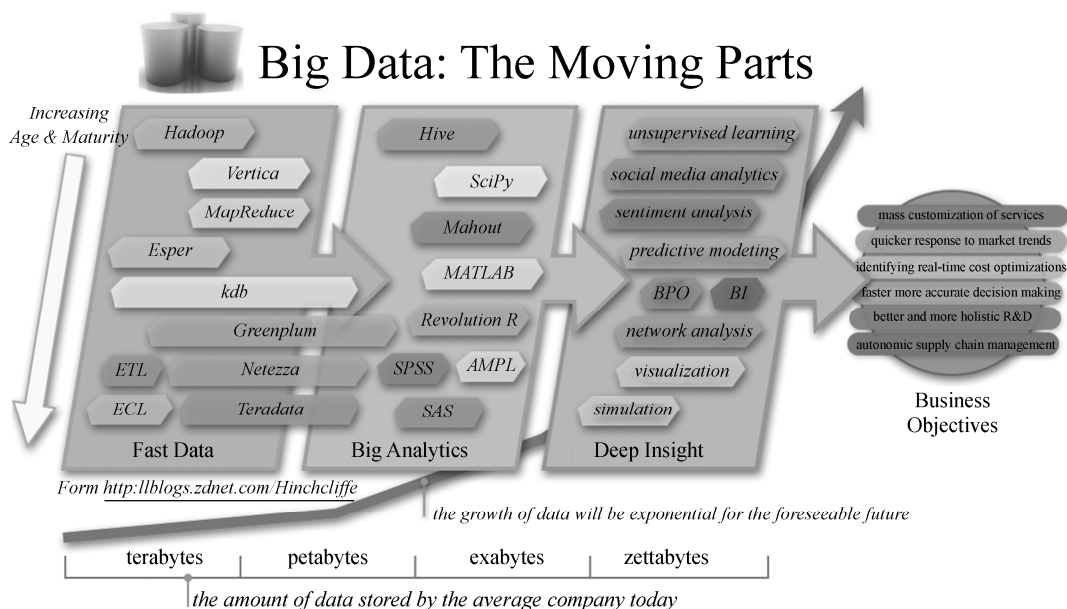 Big Data: The Moving Parts
Increasing
Age & Maturity
Hadoop
Vertica
MapReduce
Esper
kdb
Greenplum
ETL
Netezza
ECL
Teradata
Fast Data
Hive
SciPy
Mahout
MATLAB
Revolution R
SPSS
AMPL
SAS
Big Analytics
unsupervised learning
social media analytics
sentiment analysis
predictive modeting
BPO
BI
network analysis
visualization
simulation
Deep Insight
mass customization of services
quicker response to market trends
identifying real-time cost optimizations
faster more accurate decision making
better and more holistic R&D
autonomic supply chain management
Business
Objectives
Form http:llblogs.zdnet.com/Hinchcliffe
the growth of data will be exponential for the foreseeable future
terabytes
petabytes
exabytes
zettabytes
the amount of data stored by the average company today